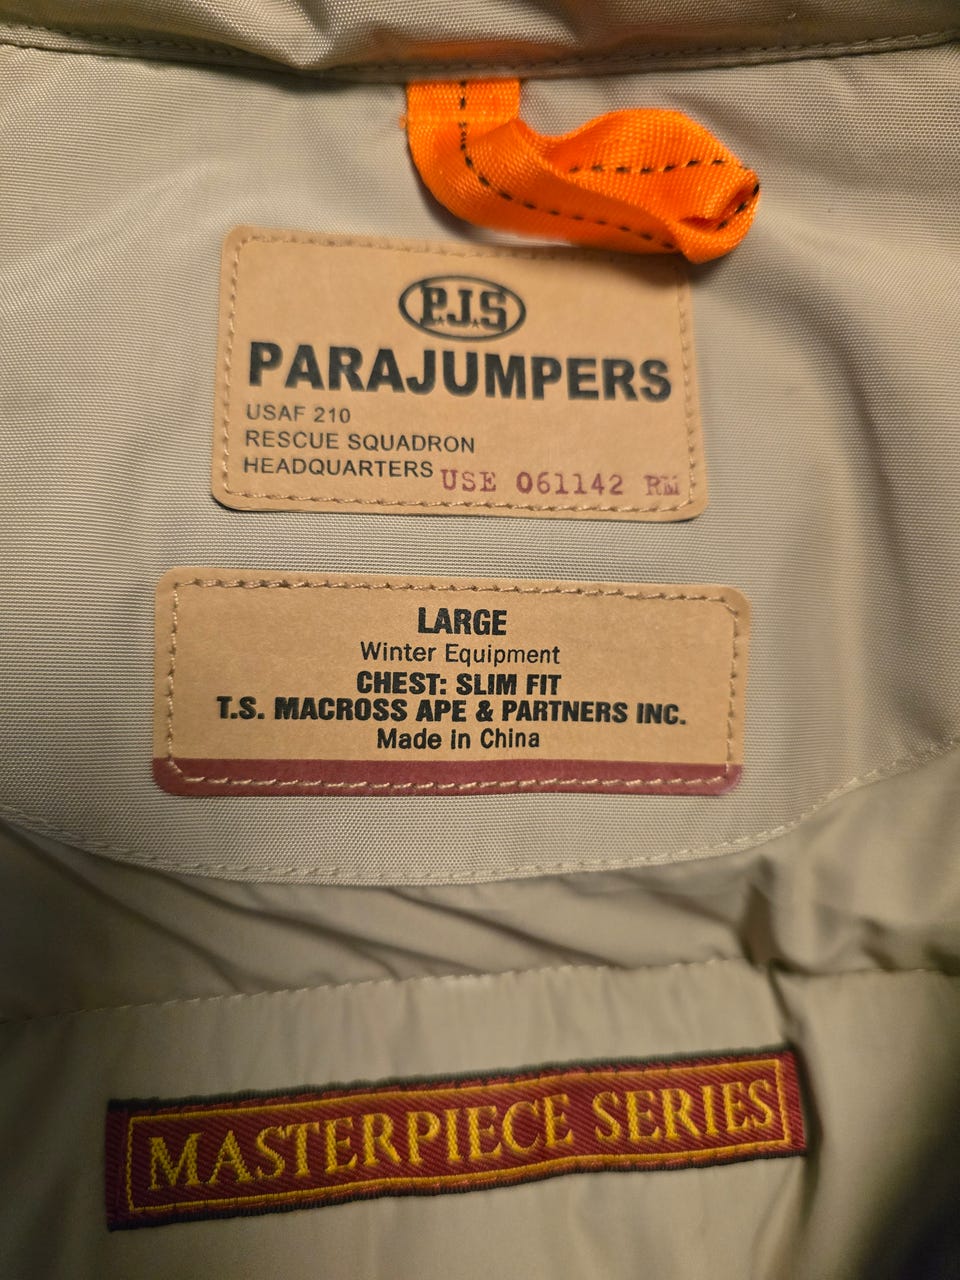 P.J.S
PARAJUMPERS
USAF 210
RESCUE SQUADRON
HEADQUARTERS USE 061142 RM
LARGE
Winter Equipment
CHEST: SLIM FIT
T.S. MACROSS APE & PARTNERS INC.
Made in China
MASTERPIECE SERIES